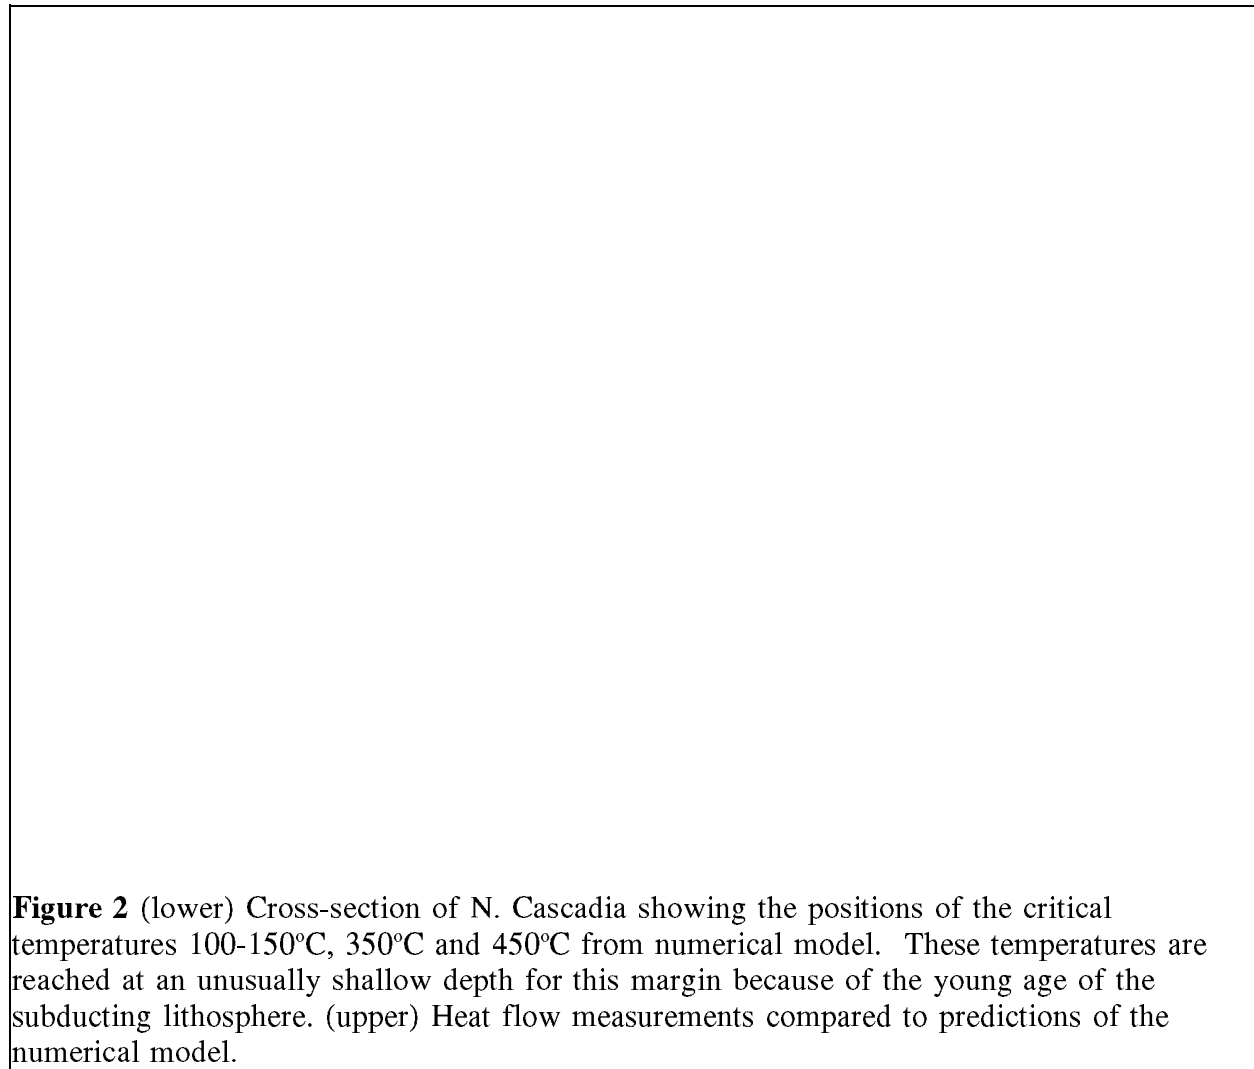 Figure 2 (lower) Cross-section of N. Cascadia showing the positions of the critical
temperatures 100-150ºC, 350ºC and 450ºC from numerical model.  These temperatures are
reached at an unusually shallow depth for this margin because of the young age of the
subducting lithosphere. (upper) Heat flow measurements compared to predictions of the
numerical model.